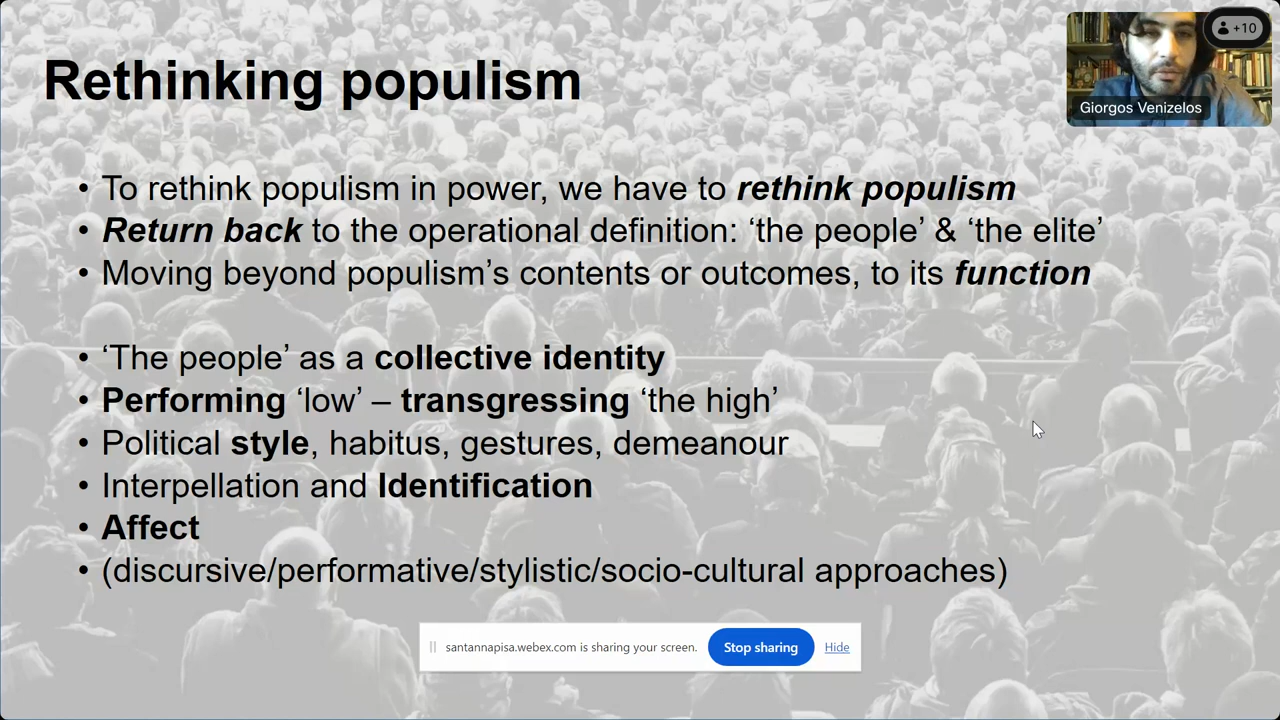 Rethinking populism
+10
Giorgos Venizelos
• To rethink populism in power, we have to rethink populism
• Return back to the operational definition: ‘the people’ & ‘the elite’
• Moving beyond populism’s contents or outcomes, to its function
• ‘The people’ as a collective identity
• Performing ‘low’ – transgressing ‘the high’
• Political style, habitus, gestures, demeanour
• Interpellation and Identification
• Affect
• (discursive/performative/stylistic/socio-cultural approaches)
santannapisa.webex.com is sharing your screen. Stop sharing Hide